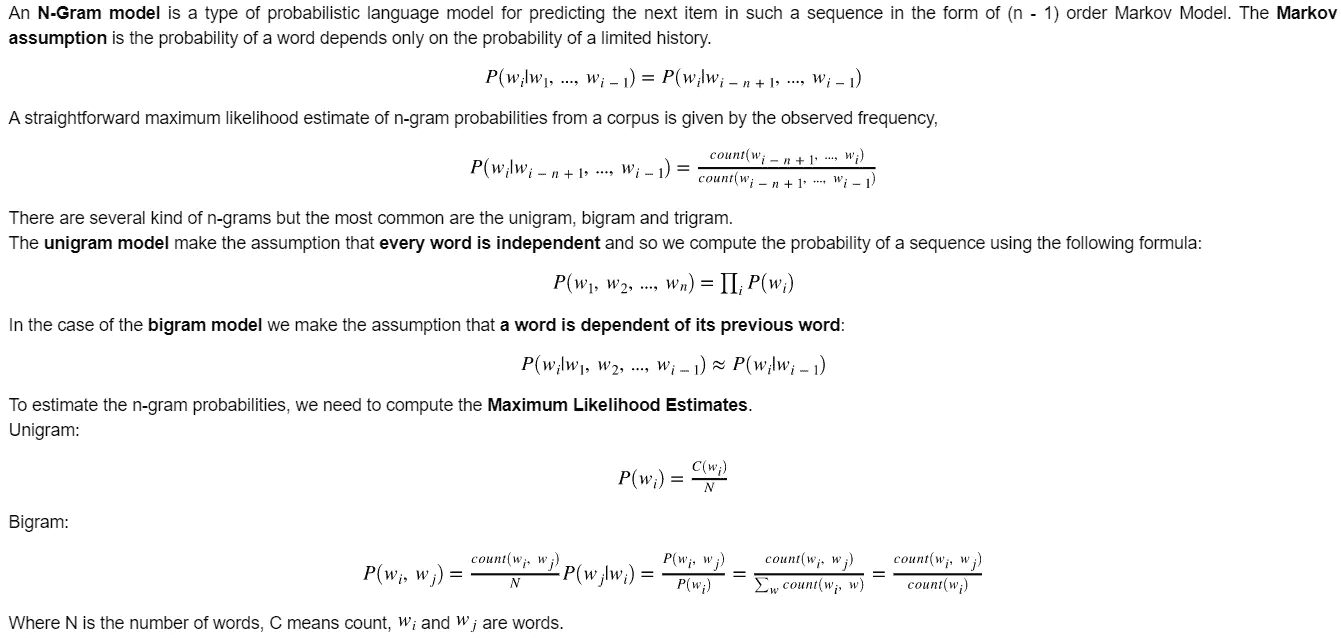 An N-Gram model is a type of probabilistic language model for predicting the next item in such a sequence in the form of (n - 1) order Markov Model. The Markov
assumption is the probability of a word depends only on the probability of a limited history.
P(w_i|w_1, ..., w_{i-1}) = P(w_i|w_{i-n+1}, ..., w_{i-1})
A straightforward maximum likelihood estimate of n-gram probabilities from a corpus is given by the observed frequency,
P(w_i|w_{i-n+1}, ..., w_{i-1}) = \frac{count(w_{i-n+1}, ..., w_i)}{count(w_{i-n+1}, ..., w_{i-1})}
There are several kind of n-grams but the most common are the unigram, bigram and trigram.
The unigram model make the assumption that every word is independent and so we compute the probability of a sequence using the following formula:
P(w_1, w_2, ..., w_n) = ∏_i P(w_i)
In the case of the bigram model we make the assumption that a word is dependent of its previous word:
P(w_i|w_1, w_2, ..., w_{i-1}) ≈ P(w_i|w_{i-1})
To estimate the n-gram probabilities, we need to compute the Maximum Likelihood Estimates.
Unigram:
P(w_i) = \frac{C(w_i)}{N}
Bigram:
P(w_i, w_j) = \frac{count(w_i, w_j)}{N} P(w_j|w_i) = \frac{P(w_i, w_j)}{P(w_i)} = \frac{count(w_i, w_j)}{∑_w count(w_i, w)} = \frac{count(w_i, w_j)}{count(w_i)}
Where N is the number of words, C means count, w_i and w_j are words.